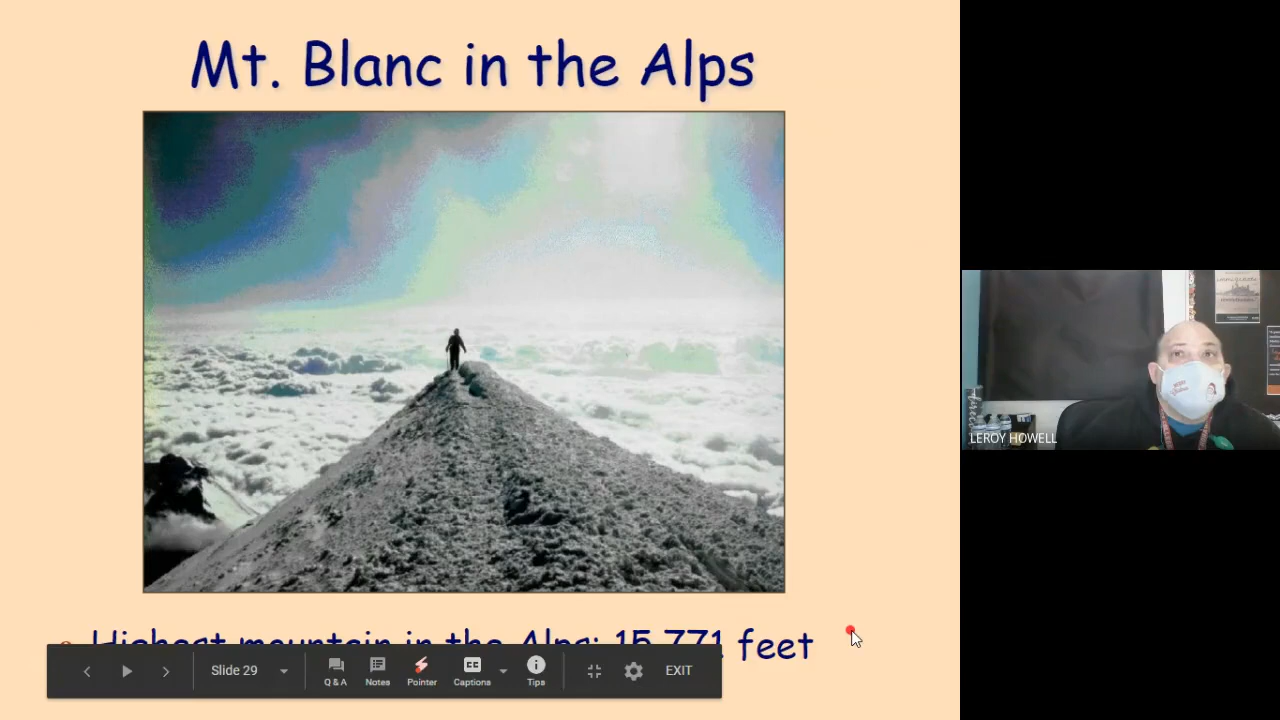 Mt. Blanc in the Alps
Highest mountain in the Alps: 15,771 feet
Slide 29
Q & A
Notes
Pointer
Captions
Tips
EXIT
LEROY HOWELL